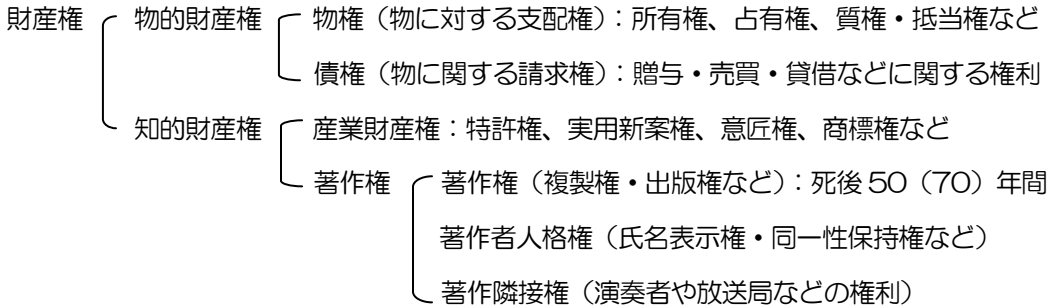 財産権 物的財産権 物権（物に対する支配権）：所有権、占有権、質権・抵当権など
債権（物に関する請求権）：贈与・売買・貸借などに関する権利
知的財産権 産業財産権：特許権、実用新案権、意匠権、商標権など
著作権 著作権（複製権・出版権など）：死後50（70）年間
著作者人格権（氏名表示権・同一性保持権など）
著作隣接権（演奏者や放送局などの権利）